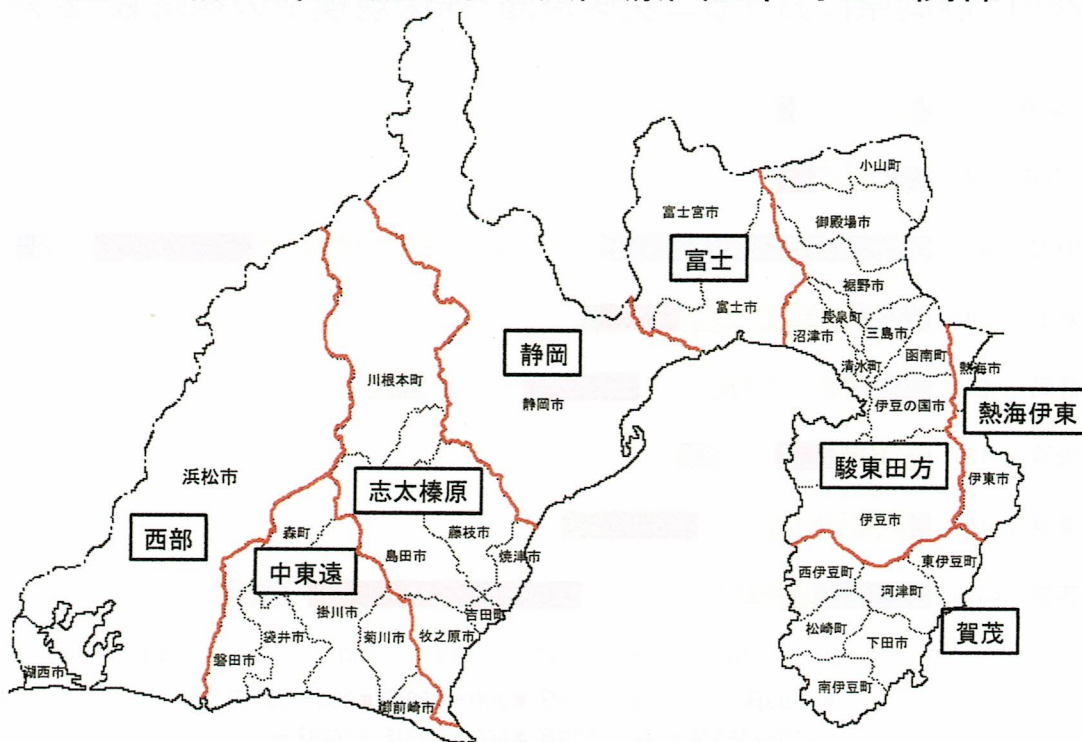 小山町
富士宮市
御殿場市
富士
裾野市
富士市
長泉町
沼津市
三島市
静岡
函南町
清水町
熱海市
川根本町
静岡市
伊豆の国市
熱海伊東
駿東田方
浜松市
志太榛原
伊東市
伊豆市
森町
藤枝市
西部
島田市
焼津市
中東遠
西伊豆町
東伊豆町
河津町
掛川市
吉田町
袋井市
菊川市
牧之原市
松崎町
下田市
賀茂
磐田市
湖西市
南伊豆町
御前崎市